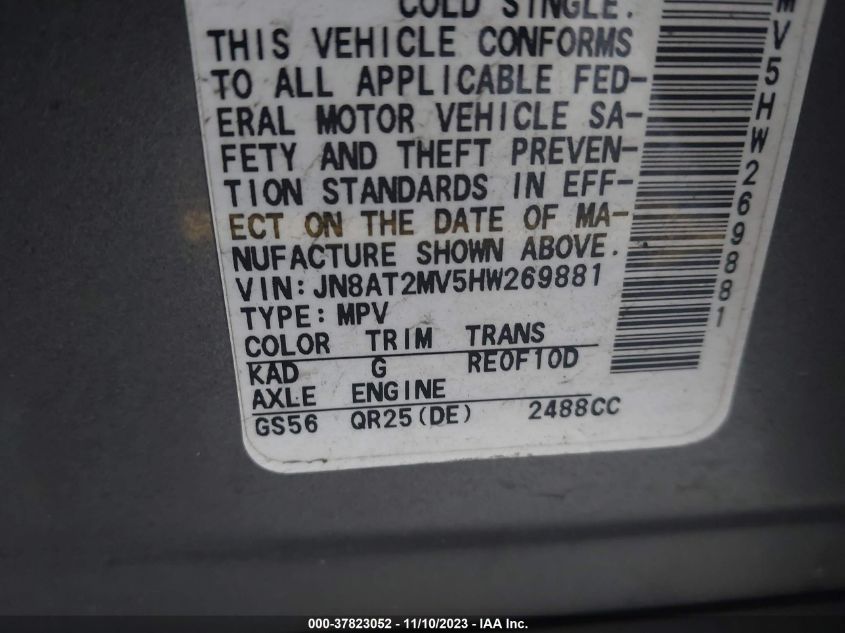 COLD SINGLE.
THIS VEHICLE CONFORMS
TO ALL APPLICABLE FED-
ERAL MOTOR VEHICLE SA-
FETY AND THEFT PREVEN-
TION STANDARDS IN EFF-
ECT ON THE DATE OF MA-
NUFACTURE SHOWN ABOVE.
VIN:JN8AT2MV5HW269881
TYPE:MPV
COLOR TRIM TRANS
KAD G RE0F10D
AXLE ENGINE
GS56 QR25(DE) 2488CC
MV5HW269881
000-37823052 - 11/10/2023 - IAA Inc.